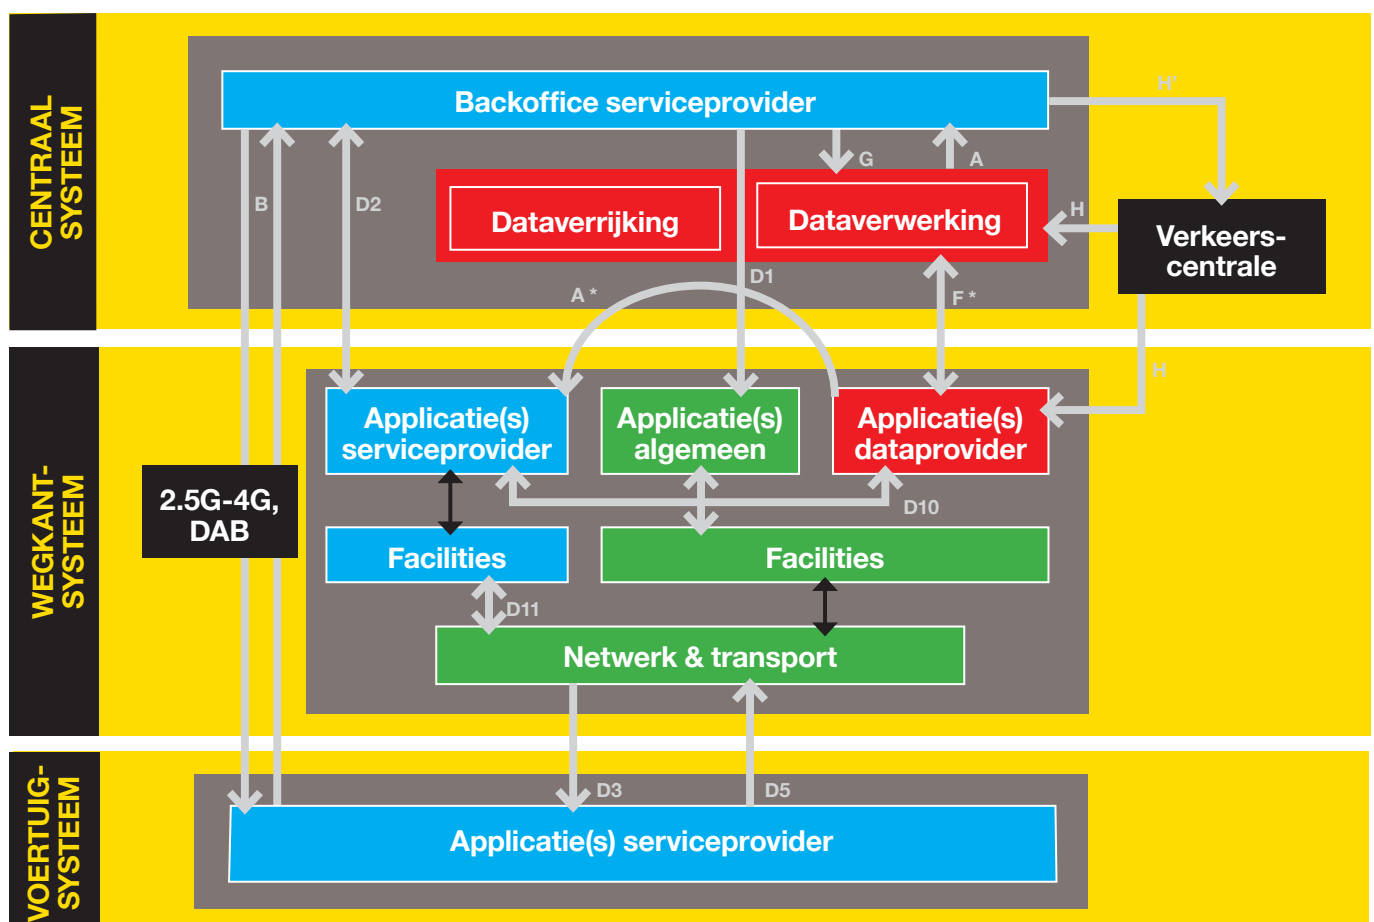 CENTRAAL
SYSTEEM
Backoffice serviceprovider
H'
B
D2
G
A
Dataverrijking
Dataverwerking
H
Verkeers-
centrale
A *
D1
F *
WEGKANT-
SYSTEEM
H
Applicatie(s)
serviceprovider
Applicatie(s)
algemeen
Applicatie(s)
dataprovider
2.5G-4G,
DAB
D10
Facilities
Facilities
D11
Netwerk & transport
VOERTUIG-
SYSTEEM
D3
D5
Applicatie(s) serviceprovider